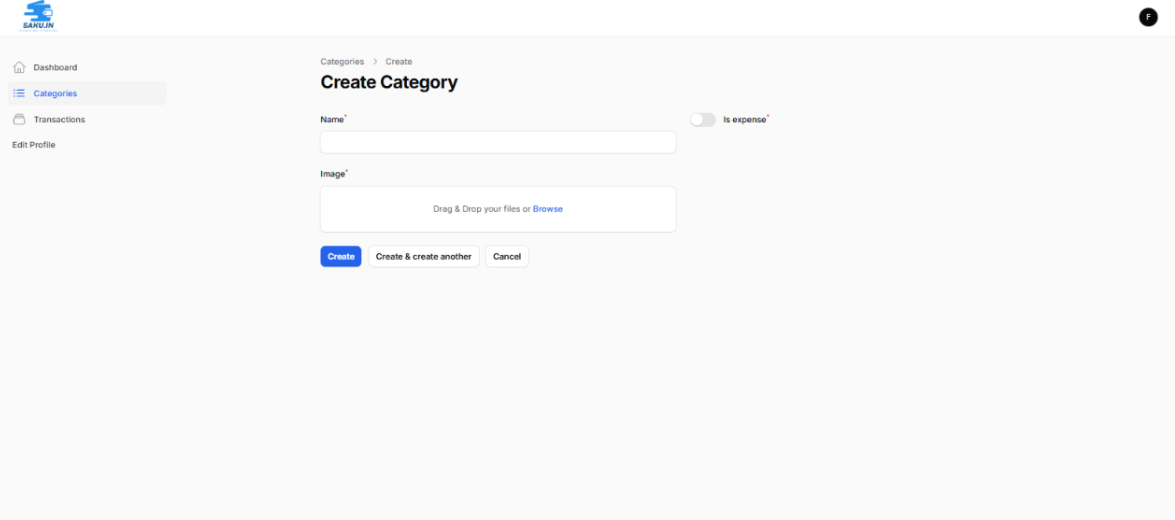 SAKU.IN
F
Dashboard
Categories
Transactions
Edit Profile
Categories > Create
Create Category
Name*
Is expense*
Image*
Drag & Drop your files or Browse
Create
Create & create another
Cancel